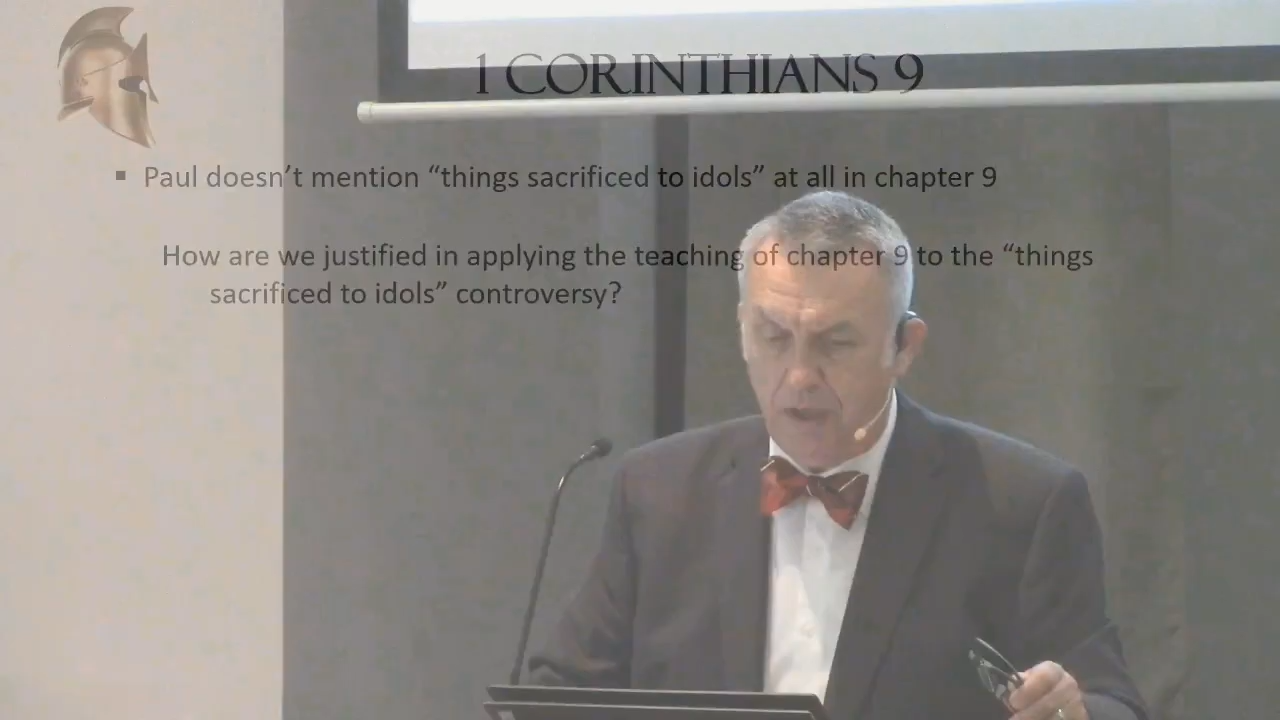 1 CORINTHIANS 9
▪ Paul doesn’t mention “things sacrificed to idols” at all in chapter 9
How are we justified in applying the teaching of chapter 9 to the “things
sacrificed to idols” controversy?